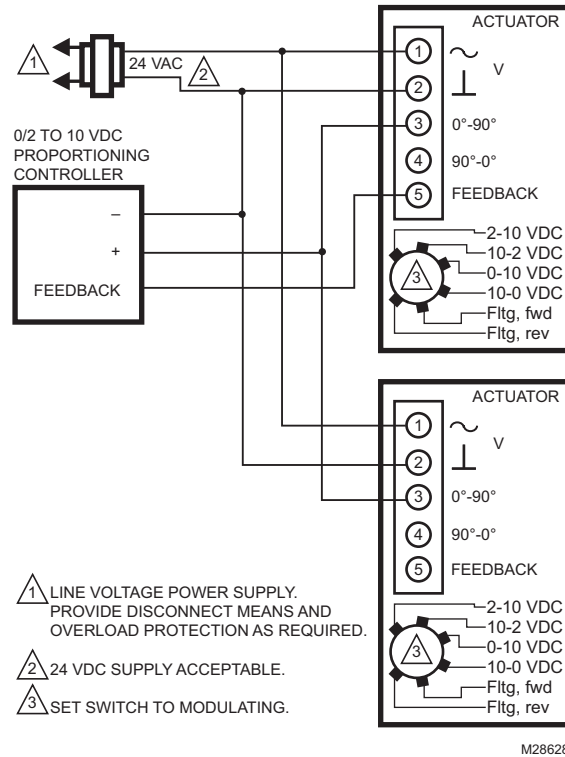 ACTUATOR
1
24 VAC
2
1
V
2
3
0°-90°
0/2 TO 10 VDC
PROPORTIONING
CONTROLLER
4
90°-0°
5
FEEDBACK
–
+
FEEDBACK
3
2-10 VDC
10-2 VDC
0-10 VDC
10-0 VDC
Fltg, fwd
Fltg, rev
ACTUATOR
1
V
2
3
0°-90°
4
90°-0°
5
FEEDBACK
3
2-10 VDC
10-2 VDC
0-10 VDC
10-0 VDC
Fltg, fwd
Fltg, rev
1 LINE VOLTAGE POWER SUPPLY.
PROVIDE DISCONNECT MEANS AND
OVERLOAD PROTECTION AS REQUIRED.
2 24 VDC SUPPLY ACCEPTABLE.
3 SET SWITCH TO MODULATING.
M28628